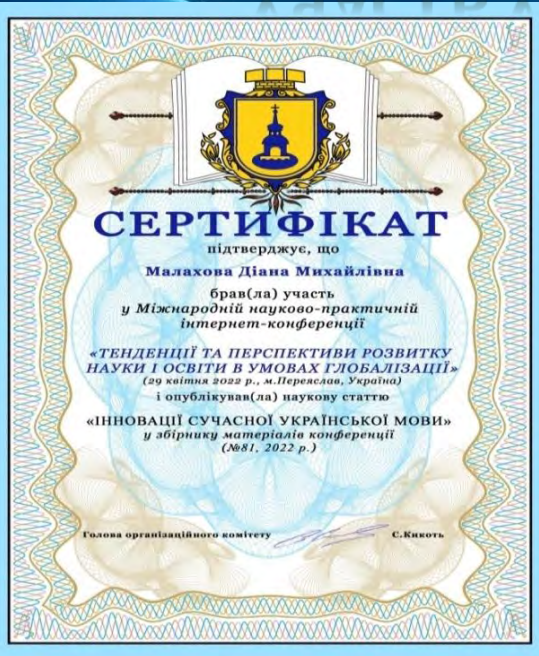 СЕРТИФІКАТ
підтверджує, що
Малахова Діана Михайлівна
брав(ла) участь
у Міжнародній науково-практичній
інтернет-конференції
«ТЕНДЕНЦІЇ ТА ПЕРСПЕКТИВИ РОЗВИТКУ
НАУКИ І ОСВІТИ В УМОВАХ ГЛОБАЛІЗАЦІЇ»
(29 квітня 2022 р., м.Переяслав, Україна)
і опублікував(ла) наукову статтю
«ІННОВАЦІЇ СУЧАСНОЇ УКРАЇНСЬКОЇ МОВИ»
у збірнику матеріалів конференції
(№81, 2022 р.)
Голова організаційного комітету С.Кикоть